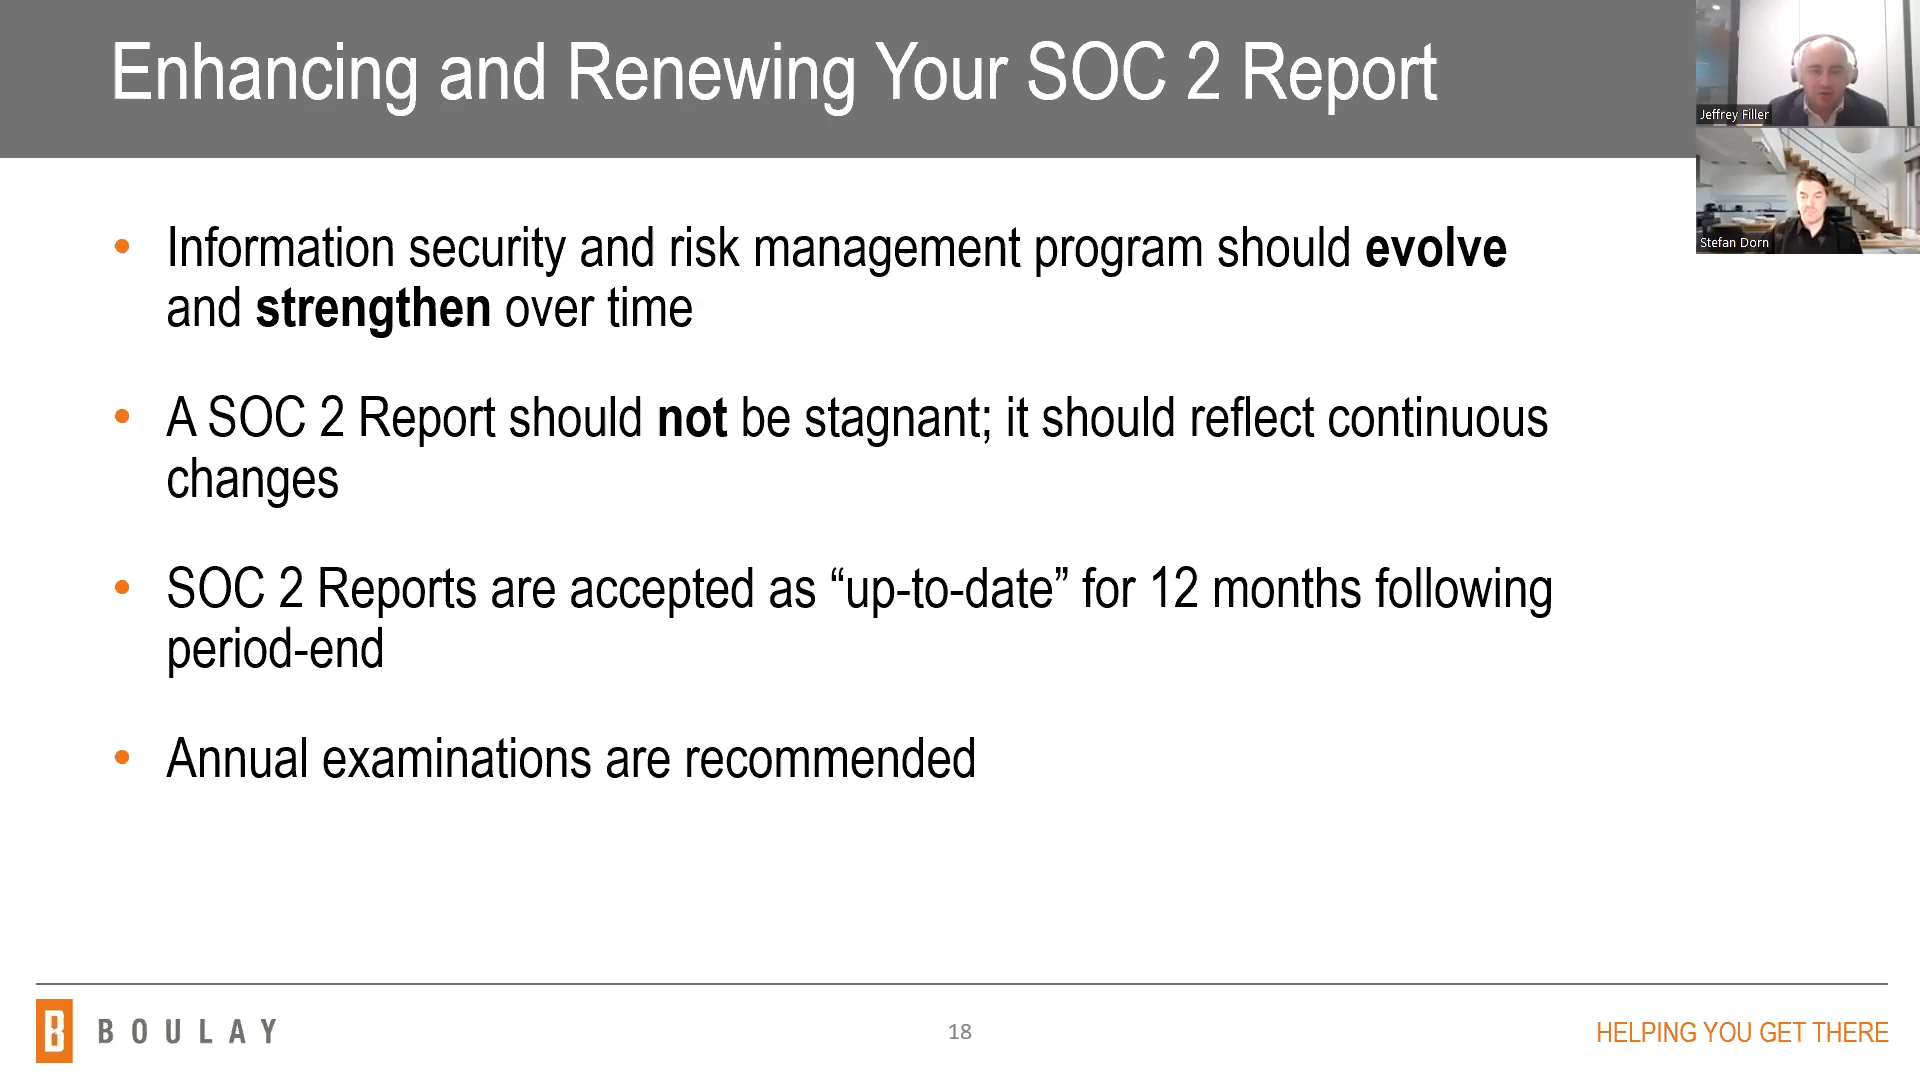 Enhancing and Renewing Your SOC 2 Report
Jeffrey Filler
Stefan Dorn
• Information security and risk management program should evolve
and strengthen over time
• A SOC 2 Report should not be stagnant; it should reflect continuous
changes
• SOC 2 Reports are accepted as “up-to-date” for 12 months following
period-end
• Annual examinations are recommended
B BOULAY
18
HELPING YOU GET THERE